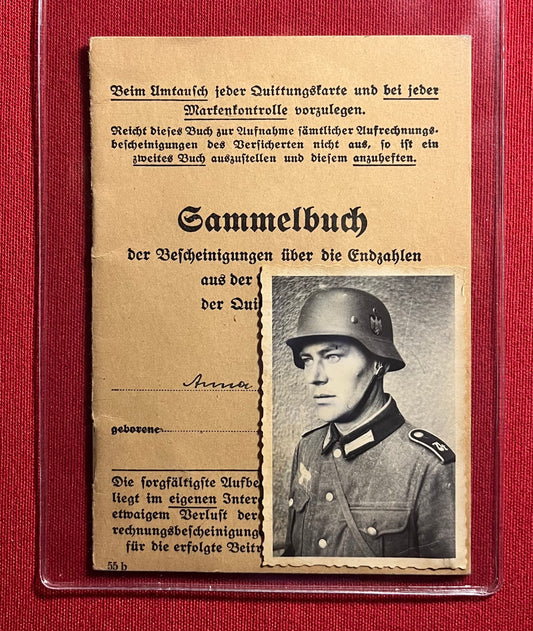 Beim Umtausch jeder Quittungskarte und bei jeder
Markenkontrolle vorzulegen.
Reicht dieses Buch zur Aufnahme sämtlicher Aufrechnungs-
bescheinigungen des Versicherten nicht aus, so ist ein
zweites Buch auszustellen und diesem anzuheften.
Sammelbuch
der Bescheinigungen über die Endzahlen
aus der
der Qui
Anna
geborene
Die sorgfältigste Aufbe
liegt im eigenen Inter
etwaigem Verlust der
rechnungsbescheinigung
für die erfolgte Beitr
55 b